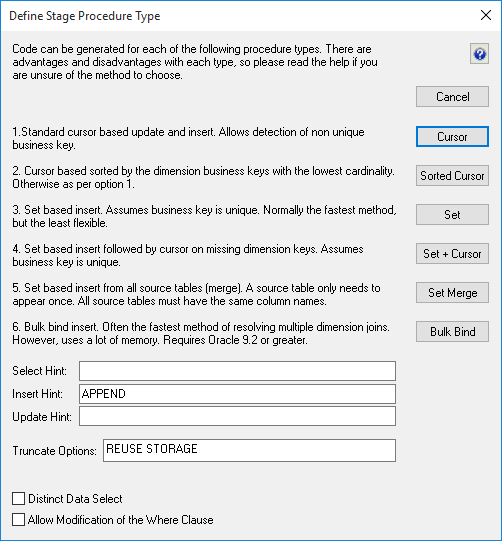 Define Stage Procedure Type
Code can be generated for each of the following procedure types. There are
advantages and disadvantages with each type, so please read the help if you
are unsure of the method to choose.
Cancel
1.Standard cursor based update and insert. Allows detection of non unique
business key.
Cursor
2. Cursor based sorted by the dimension business keys with the lowest cardinality.
Otherwise as per option 1.
Sorted Cursor
3. Set based insert. Assumes business key is unique. Normally the fastest method,
but the least flexible.
Set
4. Set based insert followed by cursor on missing dimension keys. Assumes
business key is unique.
Set + Cursor
5. Set based insert from all source tables (merge). A source table only needs to
appear once. All source tables must have the same column names.
Set Merge
6. Bulk bind insert. Often the fastest method of resolving multiple dimension joins.
However, uses a lot of memory. Requires Oracle 9.2 or greater.
Bulk Bind
Select Hint:
Insert Hint: APPEND
Update Hint:
Truncate Options: REUSE STORAGE
Distinct Data Select
Allow Modification of the Where Clause